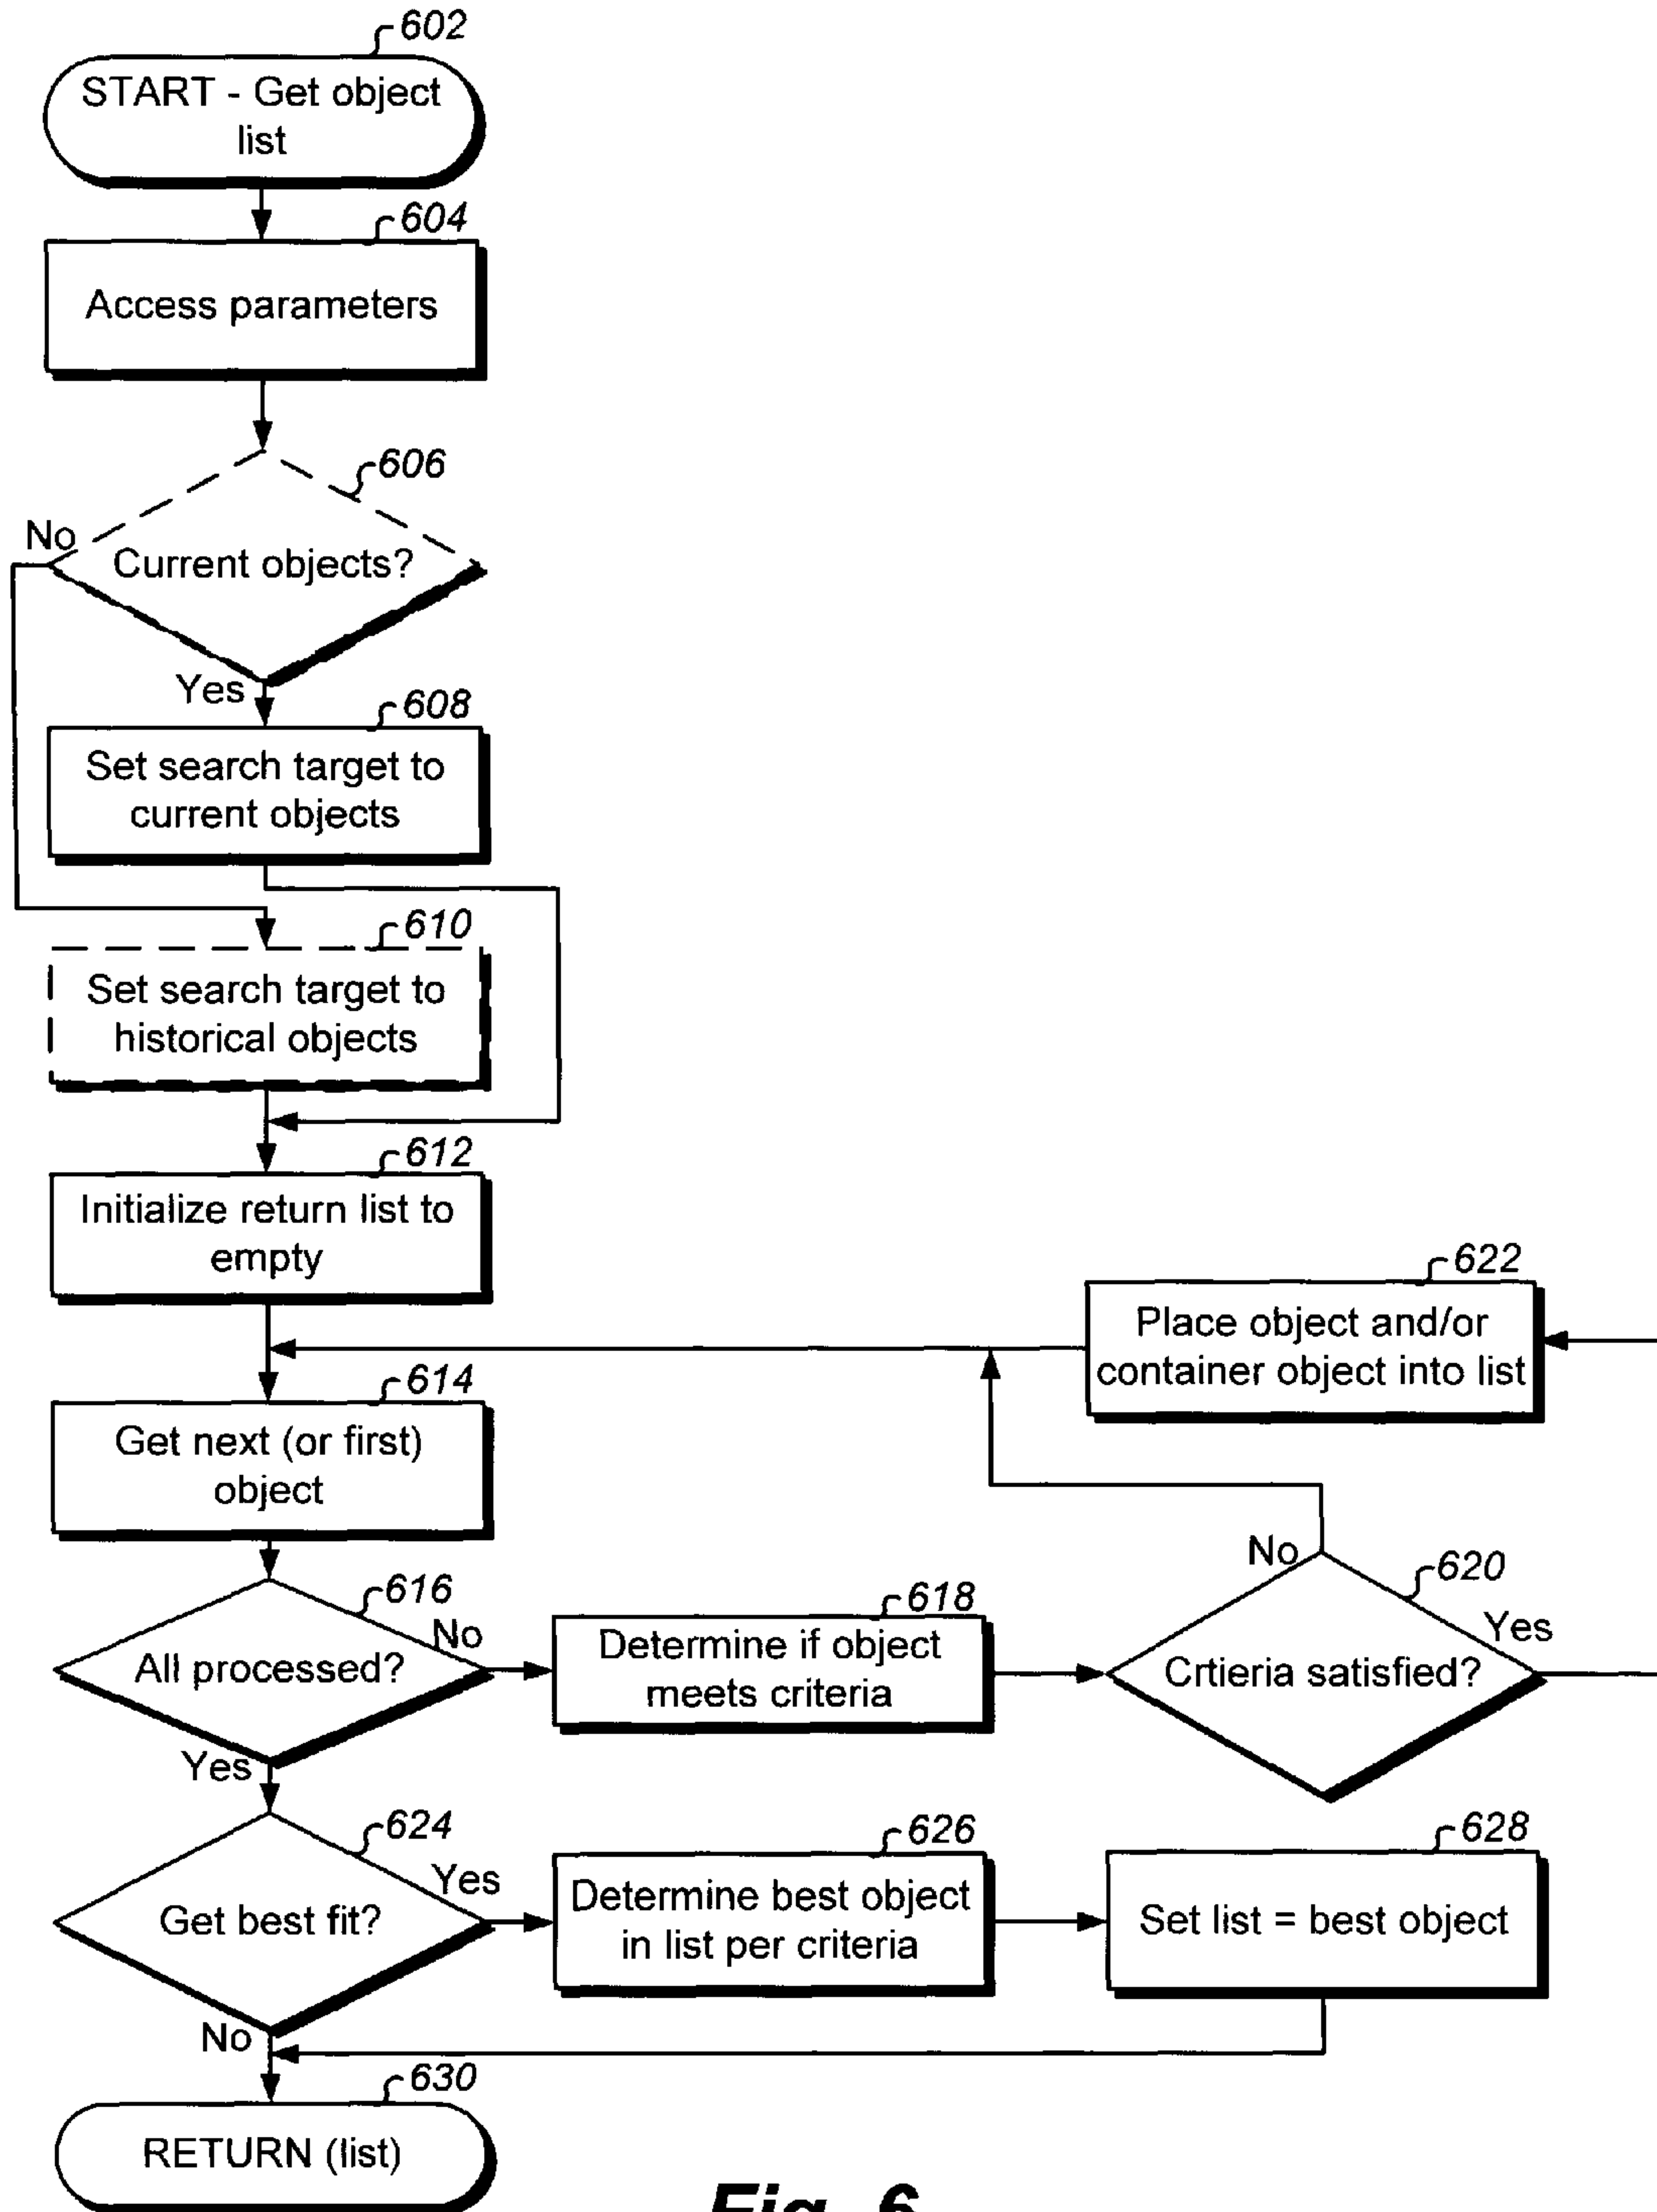 602
START - Get object
list
604
Access parameters
606
No
Current objects?
Yes
608
Set search target to
current objects
610
Set search target to
historical objects
612
Initialize return list to
empty
622
Place object and/or
container object into list
614
Get next (or first)
object
616
No
All processed?
Yes
618
Determine if object
meets criteria
No
620
Yes
Crtieria satisfied?
624
Yes
Get best fit?
No
626
Determine best object
in list per criteria
628
Set list = best object
630
RETURN (list)
Fig. 6